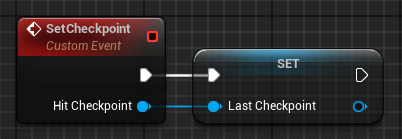 SetCheckpoint
Custom Event
SET
Hit Checkpoint
Last Checkpoint